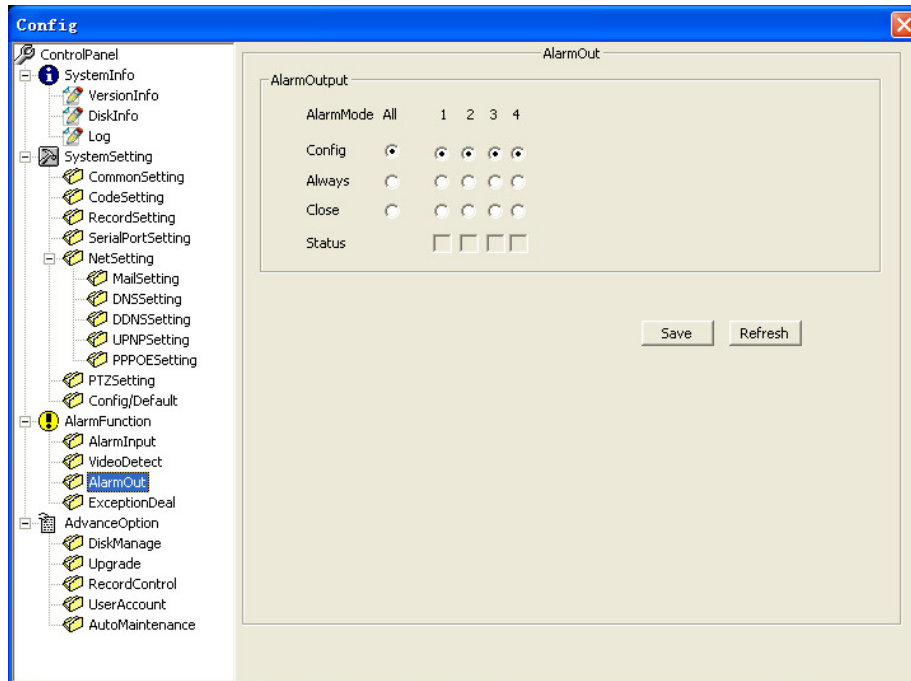 Config
ControlPanel
SystemInfo
VersionInfo
DiskInfo
Log
SystemSetting
CommonSetting
CodeSetting
RecordSetting
SerialPortSetting
NetSetting
MailSetting
DNSSetting
DDNSSetting
UPNPSetting
PPPOESetting
PTZSetting
Config/Default
AlarmFunction
AlarmInput
VideoDetect
AlarmOut
ExceptionDeal
AdvanceOption
DiskManage
Upgrade
RecordControl
UserAccount
AutoMaintenance
AlarmOut
AlarmOutput
AlarmMode All 1 2 3 4
Config
Always
Close
Status
Save Refresh